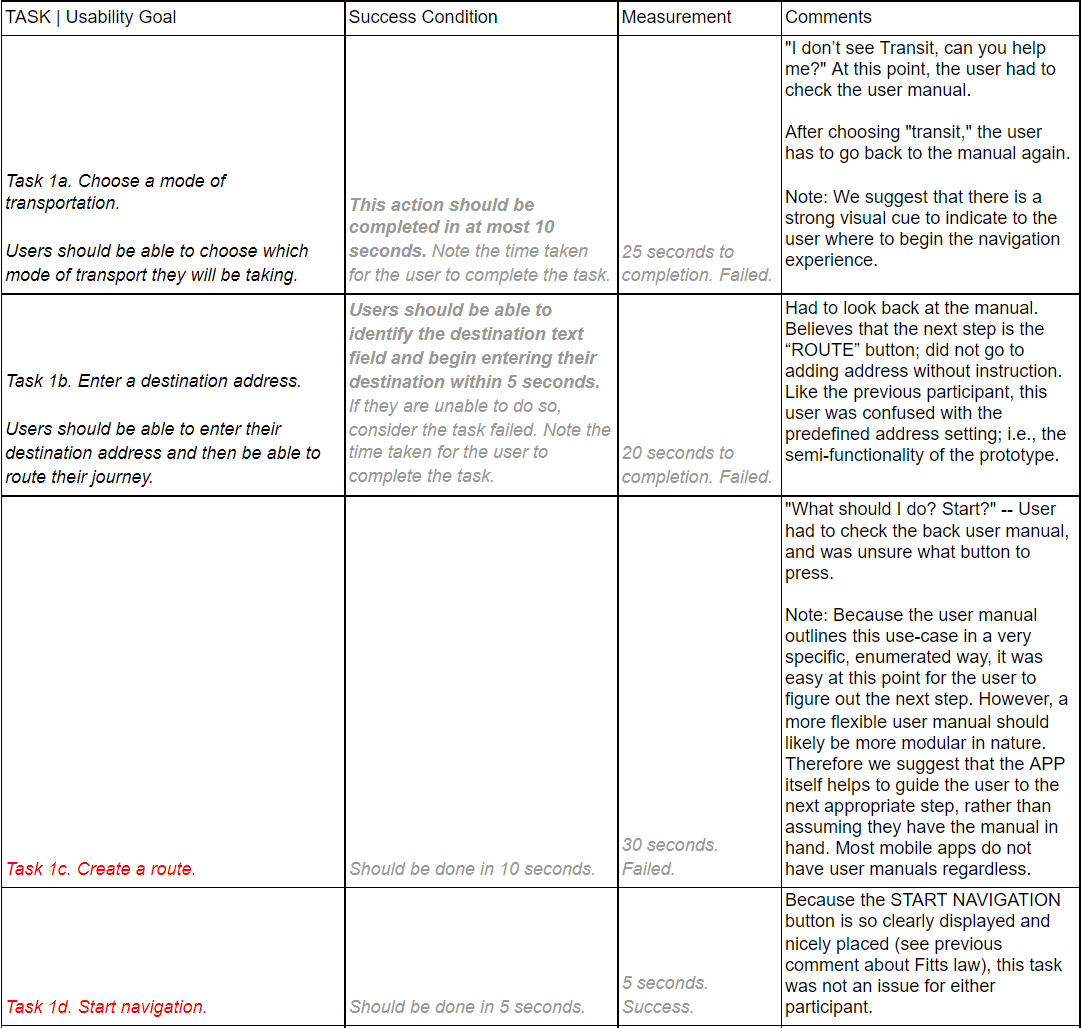 TASK | Usability Goal
Success Condition
Measurement
Comments
Task 1a. Choose a mode of
transportation.
Users should be able to choose which
mode of transport they will be taking.
This action should be
completed in at most 10
seconds. Note the time taken
for the user to complete the task.
25 seconds to
completion. Failed.
"I don’t see Transit, can you help
me?" At this point, the user had to
check the user manual.
After choosing "transit," the user
has to go back to the manual again.
Note: We suggest that there is a
strong visual cue to indicate to the
user where to begin the navigation
experience.
Task 1b. Enter a destination address.
Users should be able to enter their
destination address and then be able to
route their journey.
Users should be able to
identify the destination text
field and begin entering their
destination within 5 seconds.
If they are unable to do so,
consider the task failed. Note the
time taken for the user to
complete the task.
20 seconds to
completion. Failed.
Had to look back at the manual.
Believes that the next step is the
“ROUTE” button; did not go to
adding address without instruction.
Like the previous participant, this
user was confused with the
predefined address setting; i.e., the
semi-functionality of the prototype.
Task 1c. Create a route.
Should be done in 10 seconds.
30 seconds.
Failed.
"What should I do? Start?" -- User
had to check the back user manual,
and was unsure what button to
press.
Note: Because the user manual
outlines this use-case in a very
specific, enumerated way, it was
easy at this point for the user to
figure out the next step. However, a
more flexible user manual should
likely be more modular in nature.
Therefore we suggest that the APP
itself helps to guide the user to the
next appropriate step, rather than
assuming they have the manual in
hand. Most mobile apps do not
have user manuals regardless.
Task 1d. Start navigation.
Should be done in 5 seconds.
5 seconds.
Success.
Because the START NAVIGATION
button is so clearly displayed and
nicely placed (see previous
comment about Fitts law), this task
was not an issue for either
participant.